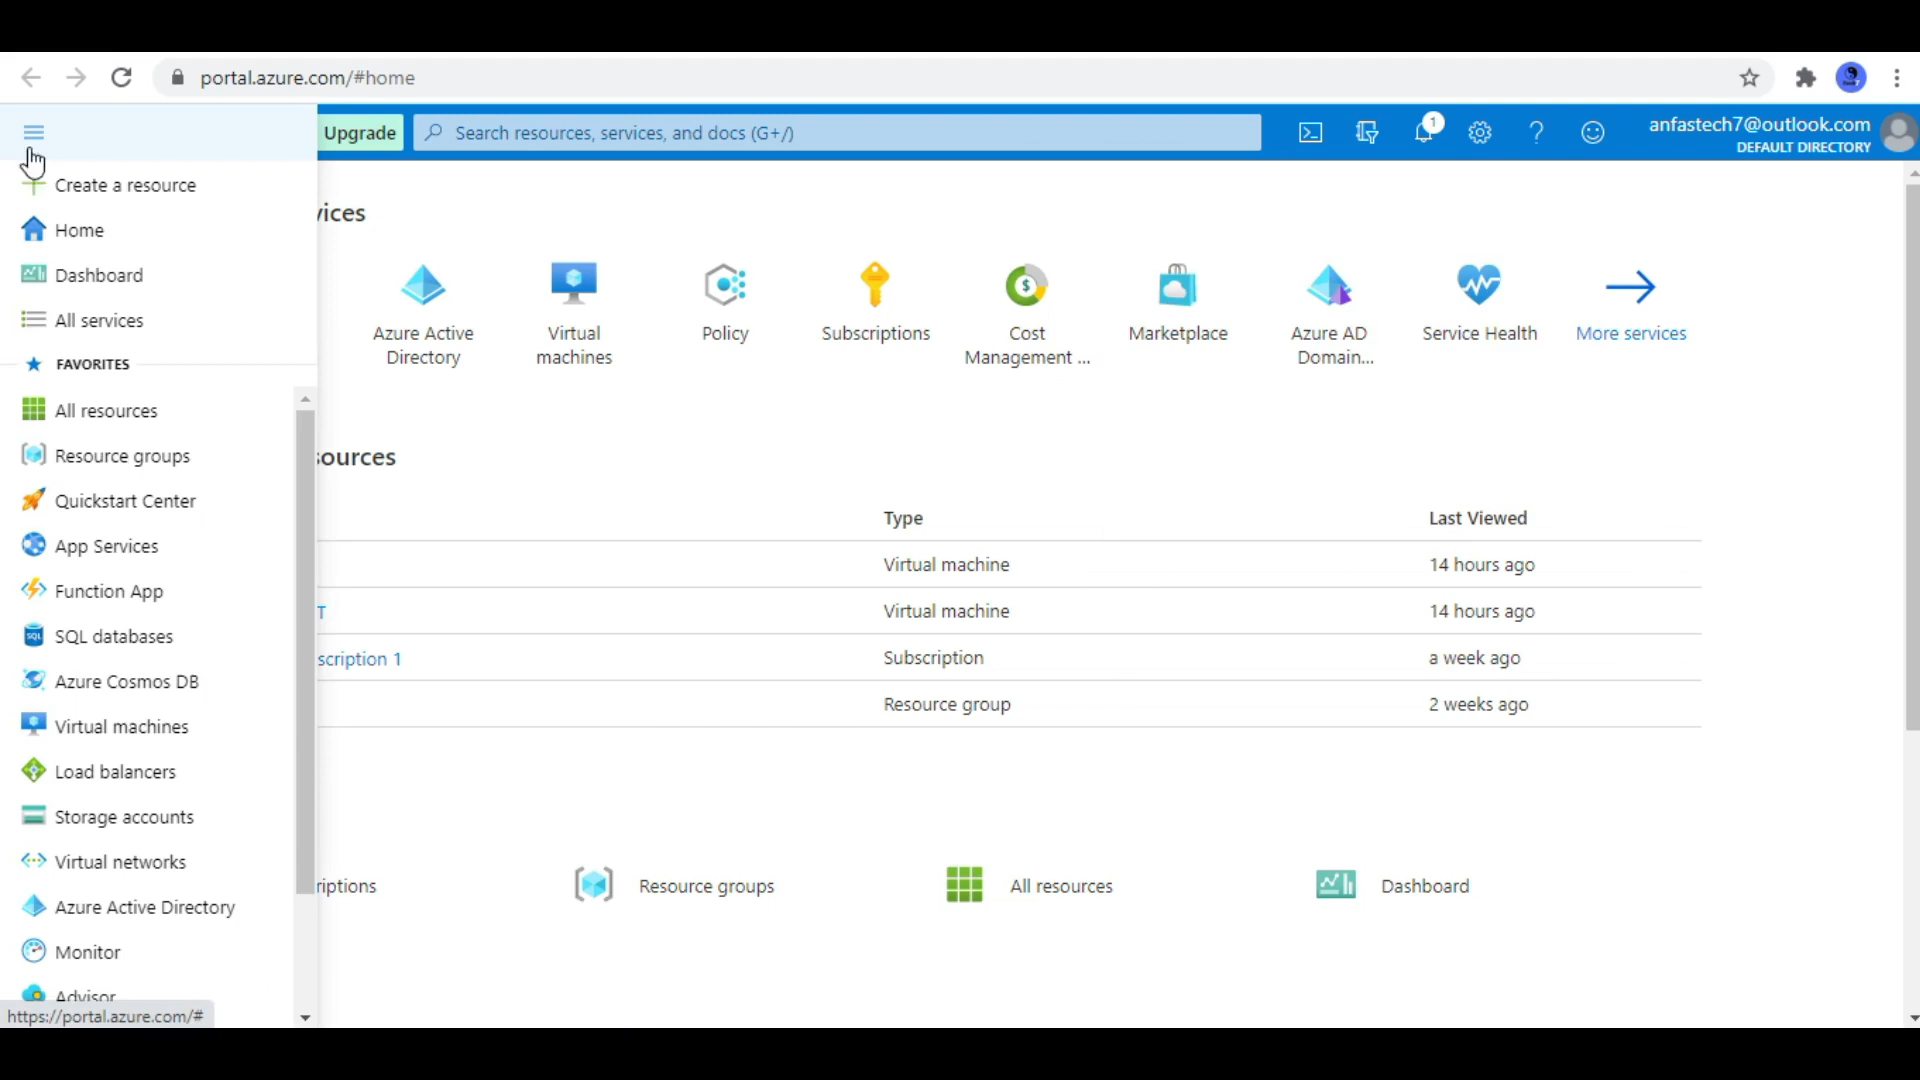 portal.azure.com/#home
Upgrade
Search resources, services, and docs (G+/)
1
anfastech7@outlook.com
DEFAULT DIRECTORY
Create a resource
Home
Dashboard
All services
FAVORITES
All resources
Resource groups
Quickstart Center
App Services
Function App
SQL databases
Azure Cosmos DB
Virtual machines
Load balancers
Storage accounts
Virtual networks
Azure Active Directory
Monitor
Advisor
https://portal.azure.com/#
vices
Azure Active
Directory
Virtual
machines
Policy
Subscriptions
Cost
Management ...
Marketplace
Azure AD
Domain...
Service Health
More services
sources
Type
Last Viewed
Virtual machine
14 hours ago
T
Virtual machine
14 hours ago
scription 1
Subscription
a week ago
Resource group
2 weeks ago
riptions
Resource groups
All resources
Dashboard